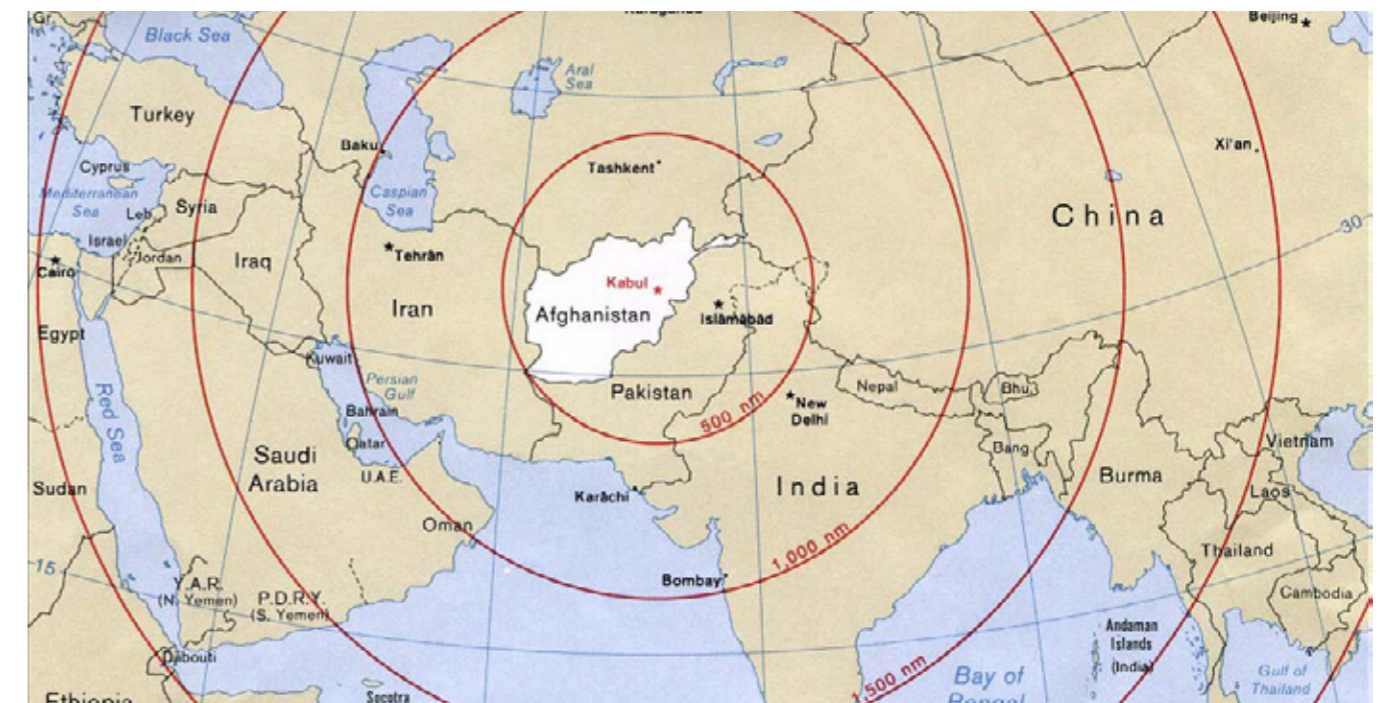 Gr.
Black Sea
Karaganda
Beijing
Aral
Sea
Turkey
Baku
Tashkent
Xi'an
Cyprus
Mediterranean
Sea
Leb.
Syria
Caspian
Sea
China
30
Israel
Jordan
Iraq
Tehrān
Cairo
Kabul
Iran
Afghanistan
Islāmābād
Egypt
Kuwait
Persian
Gulf
Pakistan
Nepal
Bhu.
New
Delhi
500 nm
Red Sea
Bahrain
Qatar
U.A.E.
Saudi
Arabia
Bang.
Vietnam
Burma
Sudan
Karāchi
India
Laos
Oman
1,000 nm
Thailand
15
Y.A.R.
(N. Yemen)
P.D.R.Y.
(S. Yemen)
Bombay
Cambodia
Andaman
Islands
(India)
Djibouti
1,500 nm
Bay of
Bengal
Gulf of
Thailand
Ethiopia
Socotra